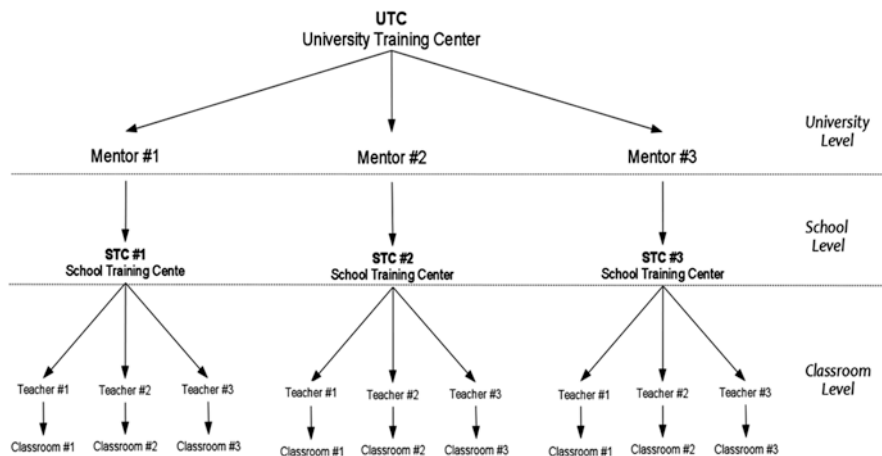 UTC
University Training Center
University
Level
Mentor #1
Mentor #2
Mentor #3
School
Level
STC #1
School Training Cente
STC #2
School Training Center
STC #3
School Training Center
Classroom
Level
Teacher #1
Teacher #2
Teacher #3
Teacher #1
Teacher #2
Teacher #3
Teacher #1
Teacher #2
Teacher #3
Classroom #1
Classroom #2
Classroom #3
Classroom #1
Classroom #2
Classroom #3
Classroom #1
Classroom #2
Classroom #3